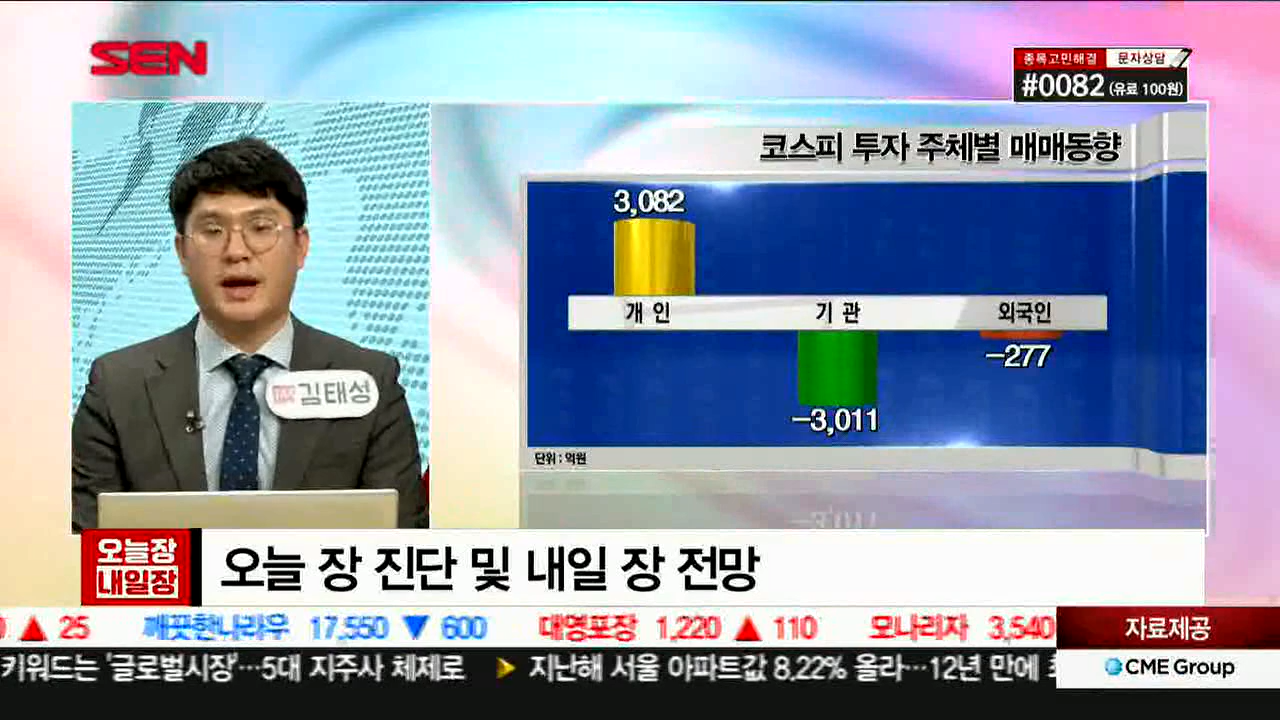 SEN
종목고민해결 문자상담
#0082 (유료 100원)
코스피 투자 주체별 매매동향
3,082
개인 기관 외국인
-277
-3,011
단위 : 억원
김태성
오늘장
내일장
오늘 장 진단 및 내일 장 전망
▲ 25 깨끗한나라우 17,550 ▼ 600 대영포장 1,220 ▲ 110 모나리자 3,540
자료제공
키워드는 '글로벌시장'…5대 지주사 체제로 ▶ 지난해 서울 아파트값 8.22% 올라…12년 만에
CME Group